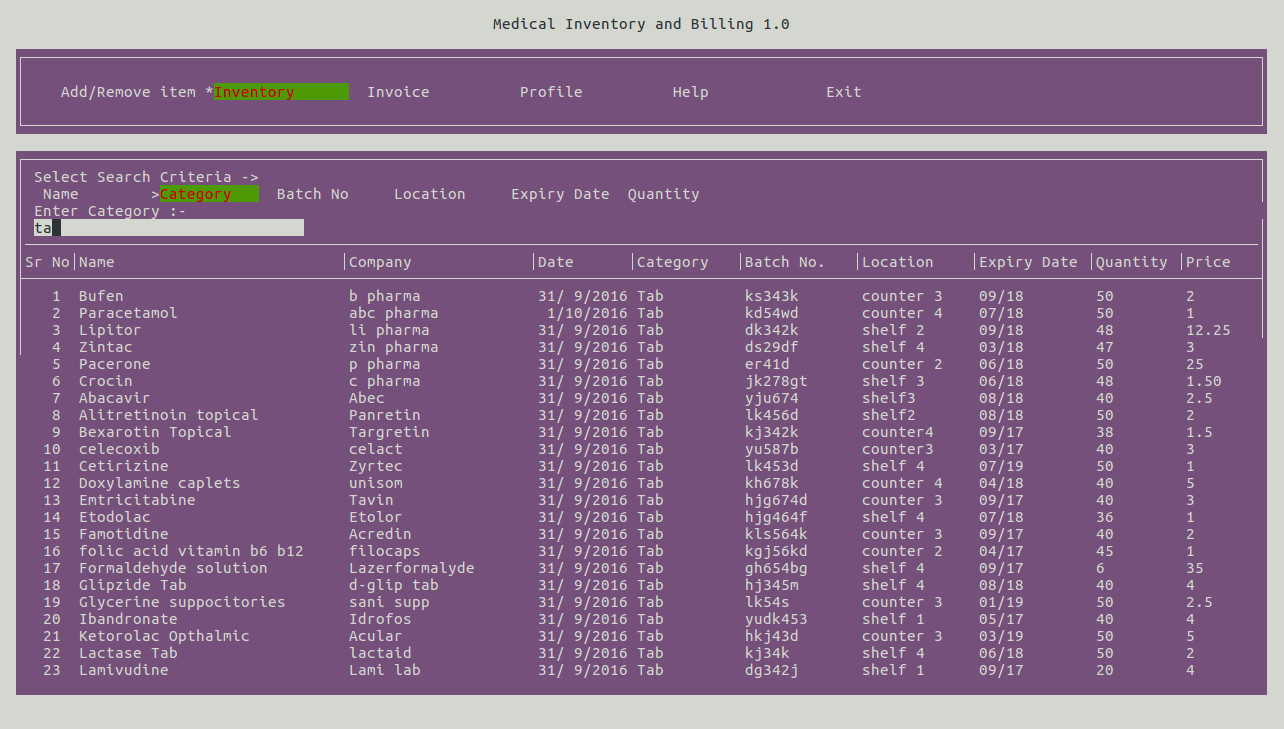 Medical Inventory and Billing 1.0
Add/Remove item *Inventory Invoice Profile Help Exit
Select Search Criteria ->
Name >Category Batch No Location Expiry Date Quantity
Enter Category :-
ta
Sr No Name Company Date Category Batch No. Location Expiry Date Quantity Price
1 Bufen b pharma 31/ 9/2016 Tab ks343k counter 3 09/18 50 2
2 Paracetamol abc pharma 1/10/2016 Tab kd54wd counter 4 07/18 50 1
3 Lipitor li pharma 31/ 9/2016 Tab dk342k shelf 2 09/18 48 12.25
4 Zintac zin pharma 31/ 9/2016 Tab ds29df shelf 4 03/18 47 3
5 Pacerone p pharma 31/ 9/2016 Tab er41d counter 2 06/18 50 25
6 Crocin c pharma 31/ 9/2016 Tab jk278gt shelf 3 06/18 48 1.50
7 Abacavir Abec 31/ 9/2016 Tab yju674 shelf3 08/18 40 2.5
8 Alitretinoin topical Panretin 31/ 9/2016 Tab lk456d shelf2 08/18 50 2
9 Bexarotin Topical Targretin 31/ 9/2016 Tab kj342k counter4 09/17 38 1.5
10 celecoxib celact 31/ 9/2016 Tab yu587b counter3 03/17 40 3
11 Cetirizine Zyrtec 31/ 9/2016 Tab lk453d shelf 4 07/19 50 1
12 Doxylamine caplets unisom 31/ 9/2016 Tab kh678k counter 4 04/18 40 5
13 Emtricitabine Tavin 31/ 9/2016 Tab hjg674d counter 3 09/17 40 3
14 Etodolac Etolor 31/ 9/2016 Tab hjg464f shelf 4 07/18 36 1
15 Famotidine Acredin 31/ 9/2016 Tab kls564k counter 3 09/17 40 2
16 folic acid vitamin b6 b12 filocaps 31/ 9/2016 Tab kgj56kd counter 2 04/17 45 1
17 Formaldehyde solution Lazerformalyde 31/ 9/2016 Tab gh654bg shelf 4 09/17 6 35
18 Glipzide Tab d-glip tab 31/ 9/2016 Tab hj345m shelf 4 08/18 40 4
19 Glycerine suppocitories sani supp 31/ 9/2016 Tab lk54s counter 3 01/19 50 2.5
20 Ibandronate Idrofos 31/ 9/2016 Tab yudk453 shelf 1 05/17 40 4
21 Ketorolac Opthalmic Acular 31/ 9/2016 Tab hkj43d counter 3 03/19 50 5
22 Lactase Tab lactaid 31/ 9/2016 Tab kj34k shelf 4 06/18 50 2
23 Lamivudine Lami lab 31/ 9/2016 Tab dg342j shelf 1 09/17 20 4